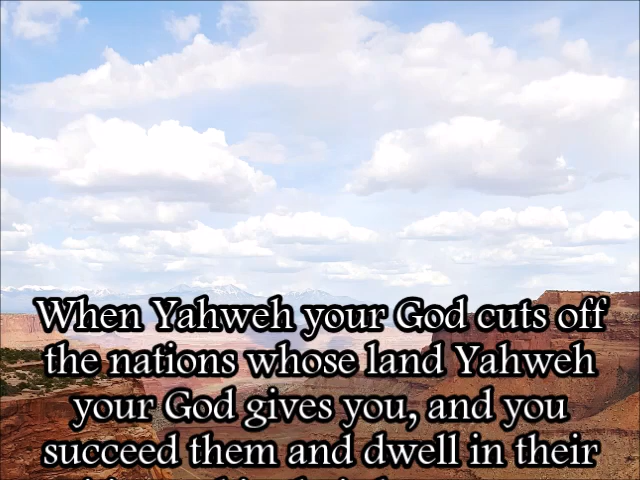 When Yahweh your God cuts off
the nations whose land Yahweh
your God gives you, and you
succeed them and dwell in their